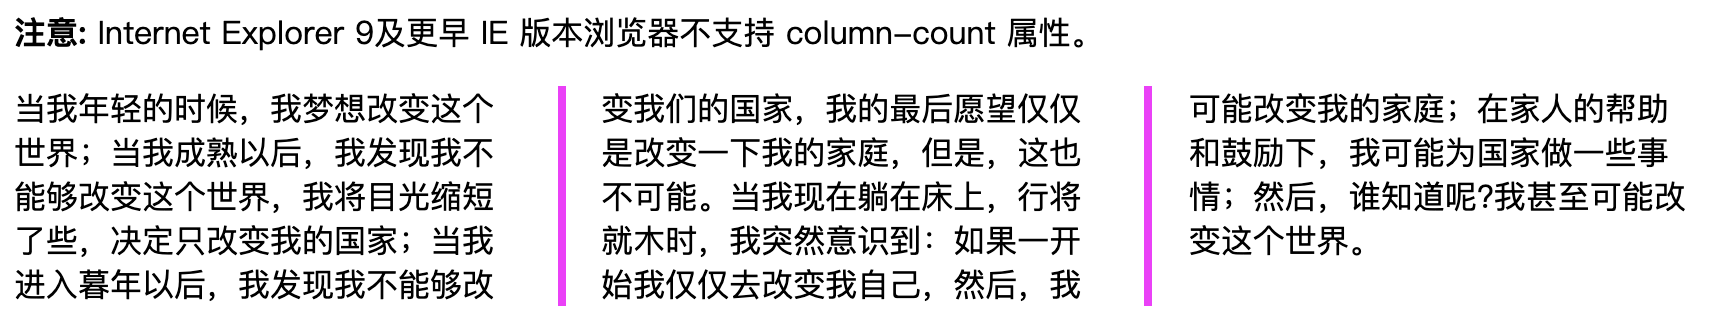 注意: Internet Explorer 9及更早 IE 版本浏览器不支持 column-count 属性。
当我年轻的时候，我梦想改变这个
世界；当我成熟以后，我发现我不
能够改变这个世界，我将目光缩短
了些，决定只改变我的国家；当我
进入暮年以后，我发现我不能够改
变我们的国家，我的最后愿望仅仅
是改变一下我的家庭，但是，这也
不可能。当我现在躺在床上，行将
就木时，我突然意识到：如果一开
始我仅仅去改变我自己，然后，我
可能改变我的家庭；在家人的帮助
和鼓励下，我可能为国家做一些事
情；然后，谁知道呢?我甚至可能改
变这个世界。